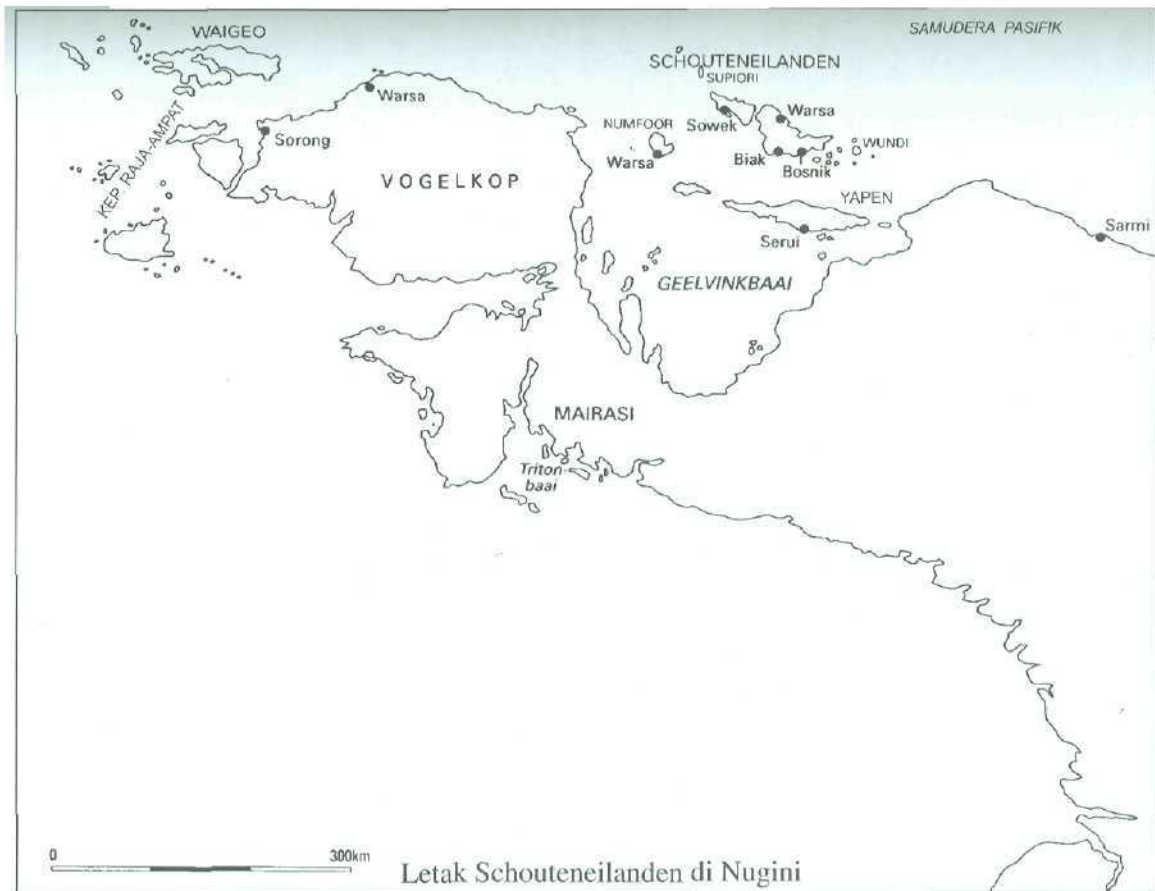 WAIGEO
SAMUDERA PASIFIK
SCHOUTENEILANDEN
SUPIORI
Warsa
Sorong
KEP. RAJA-AMPAT
VOGELKOP
NUMFOOR
Warsa
Sowek
Warsa
Biak
Bosnik
WUNDI
YAPEN
Serui
Sarmi
GEELVINKBAAI
MAIRASI
Triton
baai
0 300km
Letak Schouteneilanden di Nugini